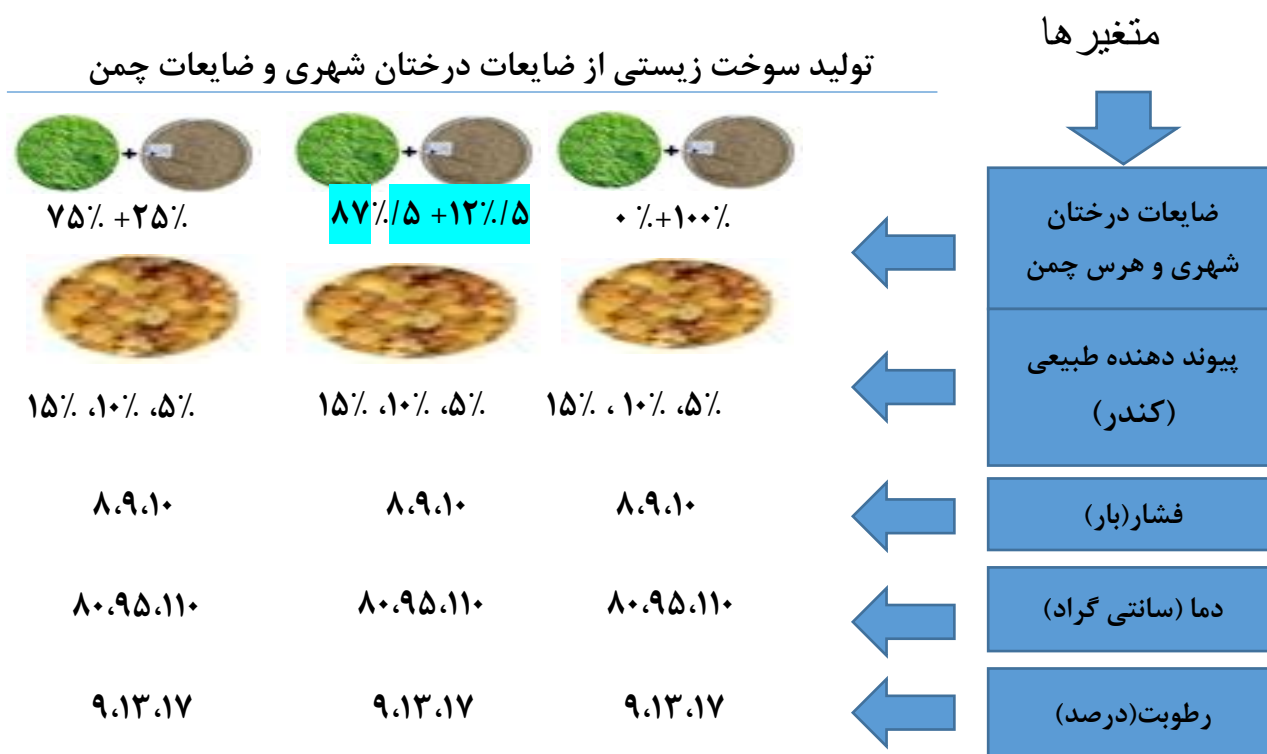 متغیر ها
تولید سوخت زیستی از ضایعات درختان شهری و ضایعات چمن
ضایعات درختان
شهری و هرس چمن
۰ ٪+۱۰۰٪
۸۷٪/۵ +۱۲٪/۵
۷۵٪ +۲۵٪
پیوند دهنده طبیعی
(کندر)
۱۵٪ ، ۱۰٪ ،۵٪
۱۵٪ ،۱۰٪ ،۵٪
۱۵٪ ،۱۰٪ ،۵٪
فشار(بار)
۸،۹،۱۰
۸،۹،۱۰
۸،۹،۱۰
دما (سانتی گراد)
۸۰،۹۵،۱۱۰
۸۰،۹۵،۱۱۰
۸۰،۹۵،۱۱۰
رطوبت(درصد)
۹،۱۳،۱۷
۹،۱۳،۱۷
۹،۱۳،۱۷